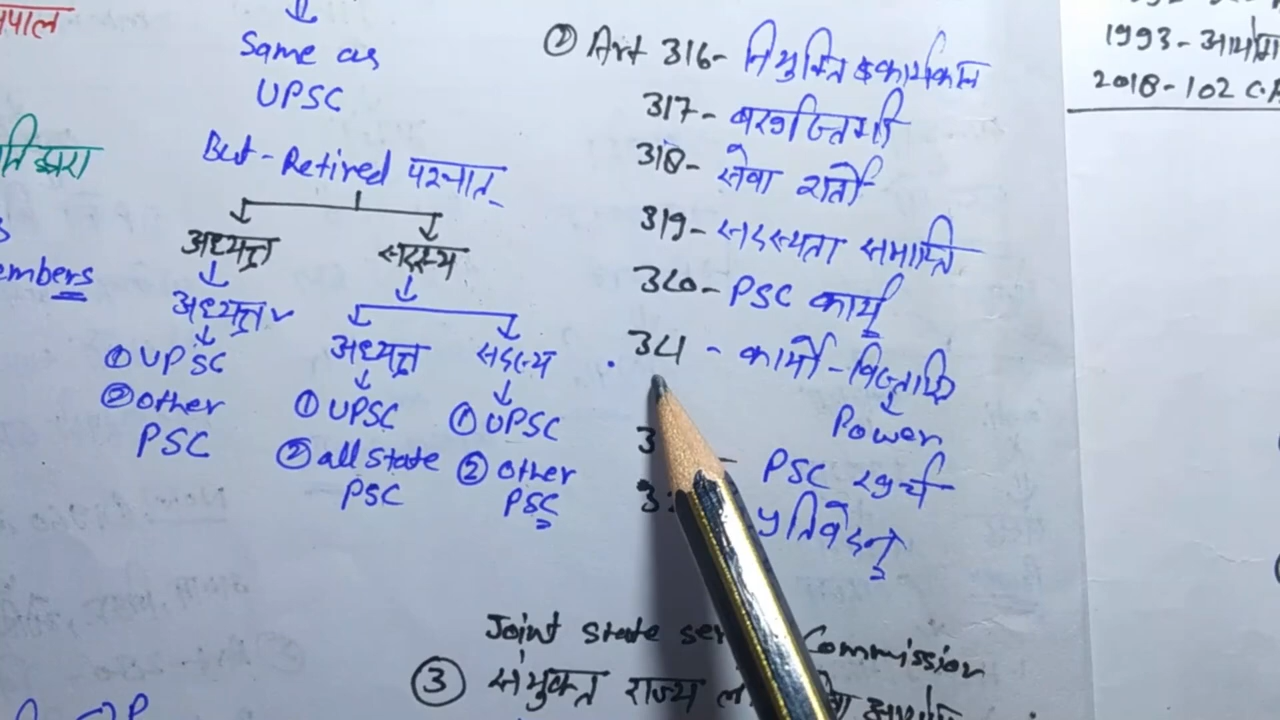 Same as
UPSC
But - Retired पश्चात
अध्यक्ष
सदस्य
अध्यक्ष
① UPSC
② other
PSC
अध्यक्ष
① UPSC
② all state
PSC
सदस्य
① UPSC
② other
PSC
② Art 316 - नियुक्ति व कार्यकाल
317 - बर्खास्तगी
318 - सेवा शर्तों
319 - सदस्यता समाप्ति
320 - PSC कार्य
321 - कार्यों - विस्तार
Power
PSC खर्च
प्रतिवेदन
Joint state Commission
③ संयुक्त राज्य
1993 -
2018 - 102 C.A
embers